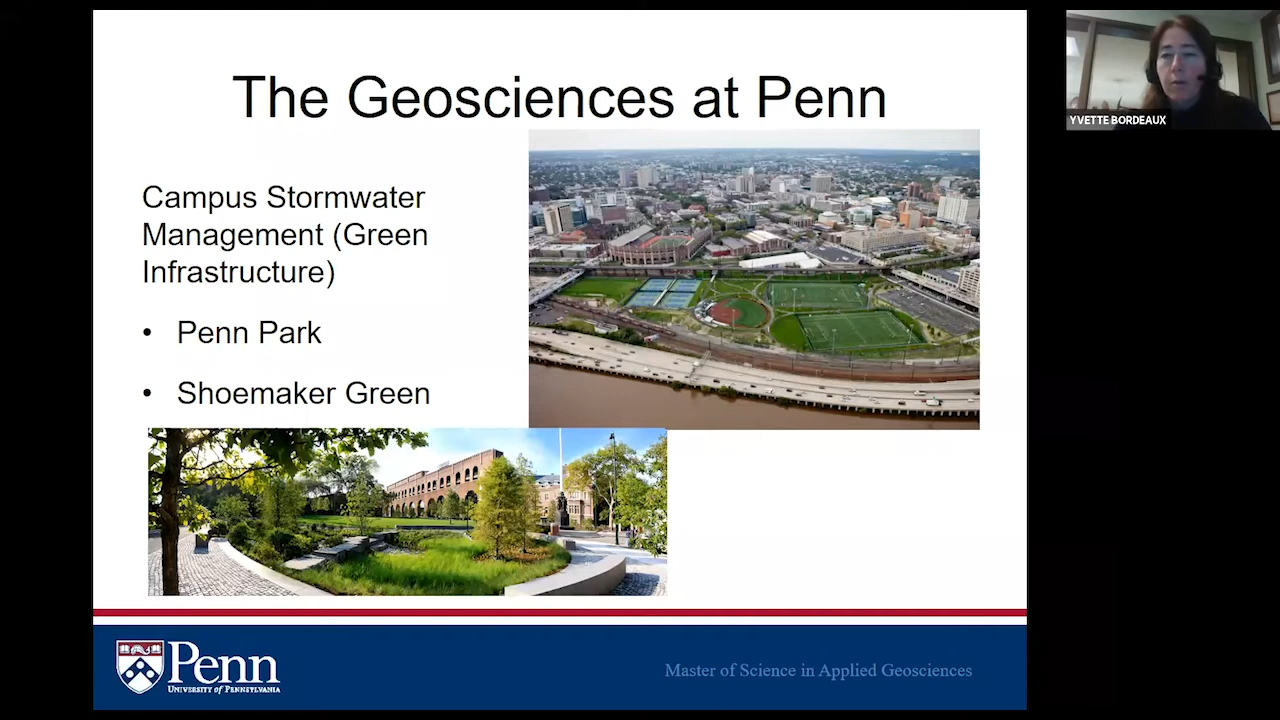 The Geosciences at Penn
Campus Stormwater
Management (Green
Infrastructure)
• Penn Park
• Shoemaker Green
Penn
UNIVERSITY of PENNSYLVANIA
Master of Science in Applied Geosciences
YVETTE BORDEAUX